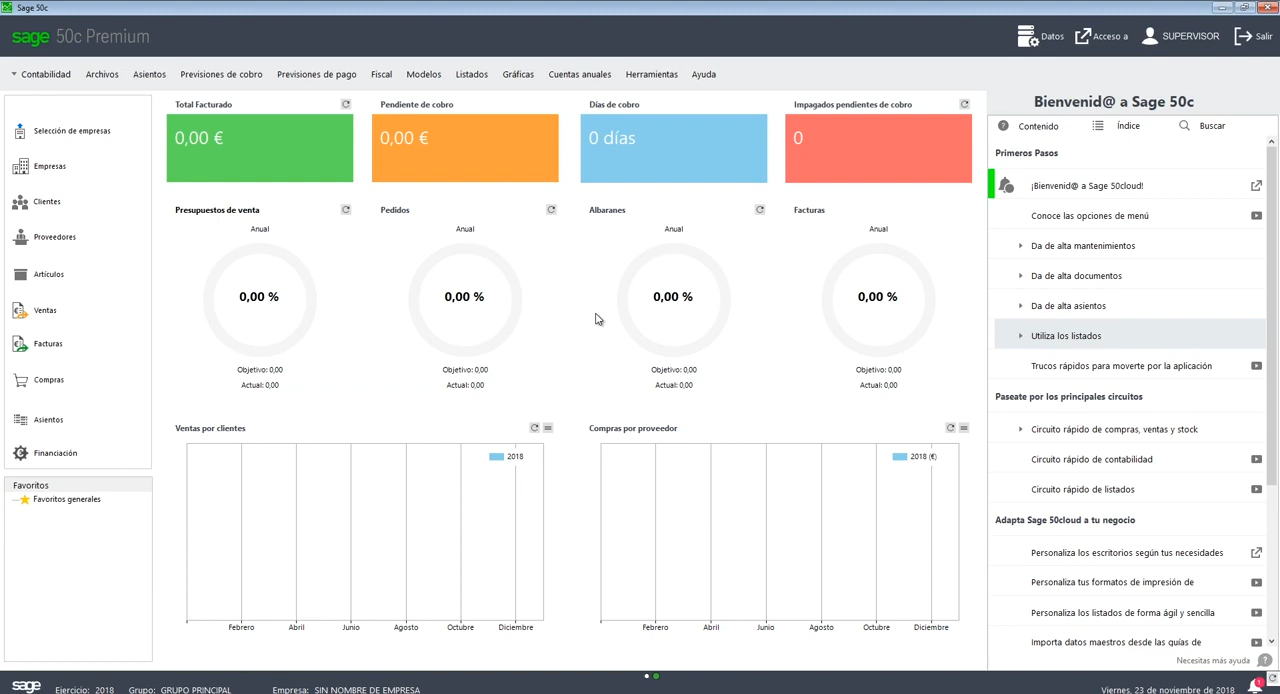 Sage 50c
sage 50c Premium
Datos
Acceso a
SUPERVISOR
Salir
Contabilidad Archivos Asientos Previsiones de cobro Previsiones de pago Fiscal Modelos Listados Gráficas Cuentas anuales Herramientas Ayuda
Selección de empresas
Empresas
Clientes
Proveedores
Artículos
Ventas
Facturas
Compras
Asientos
Financiación
Favoritos
Favoritos generales
Total Facturado
0,00 €
Pendiente de cobro
0,00 €
Días de cobro
0 días
Impagados pendientes de cobro
0
Presupuestos de venta
Anual
0,00 %
Objetivo: 0,00
Actual: 0,00
Pedidos
Anual
0,00 %
Objetivo: 0,00
Actual: 0,00
Albaranes
Anual
0,00 %
Objetivo: 0,00
Actual: 0,00
Facturas
Anual
0,00 %
Objetivo: 0,00
Actual: 0,00
Ventas por clientes
2018
Febrero Abril Junio Agosto Octubre Diciembre
Compras por proveedor
2018 (€)
Febrero Abril Junio Agosto Octubre Diciembre
Bienvenid@ a Sage 50c
Contenido Índice Buscar
Primeros Pasos
¡Bienvenid@ a Sage 50cloud!
Conoce las opciones de menú
Da de alta mantenimientos
Da de alta documentos
Da de alta asientos
Utiliza los listados
Trucos rápidos para moverte por la aplicación
Paseate por los principales circuitos
Circuito rápido de compras, ventas y stock
Circuito rápido de contabilidad
Circuito rápido de listados
Adapta Sage 50cloud a tu negocio
Personaliza los escritorios según tus necesidades
Personaliza tus formatos de impresión de
Personaliza los listados de forma ágil y sencilla
Importa datos maestros desde las guías de
Necesitas más ayuda
sage
Ejercicio: 2018 Grupo: GRUPO PRINCIPAL Empresa: SIN NOMBRE DE EMPRESA
Viernes, 23 de noviembre de 2018
1